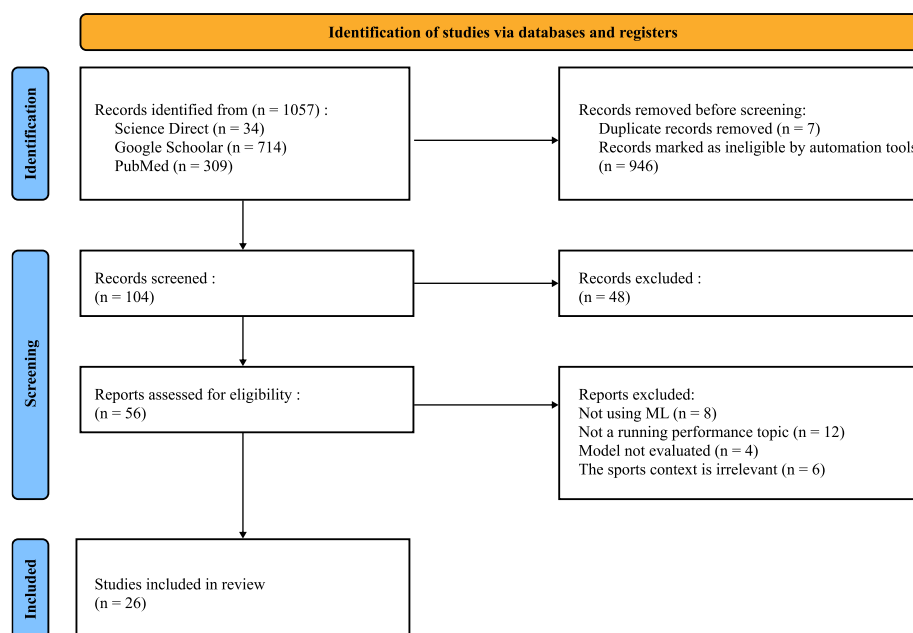 Identification of studies via databases and registers
Identification
Records identified from (n = 1057) :
Science Direct (n = 34)
Google Schoolar (n = 714)
PubMed (n = 309)
Records removed before screening:
Duplicate records removed (n = 7)
Records marked as ineligible by automation tools
(n = 946)
Screening
Records screened :
(n = 104)
Records excluded :
(n = 48)
Reports assessed for eligibility :
(n = 56)
Reports excluded:
Not using ML (n = 8)
Not a running performance topic (n = 12)
Model not evaluated (n = 4)
The sports context is irrelevant (n = 6)
Included
Studies included in review
(n = 26)